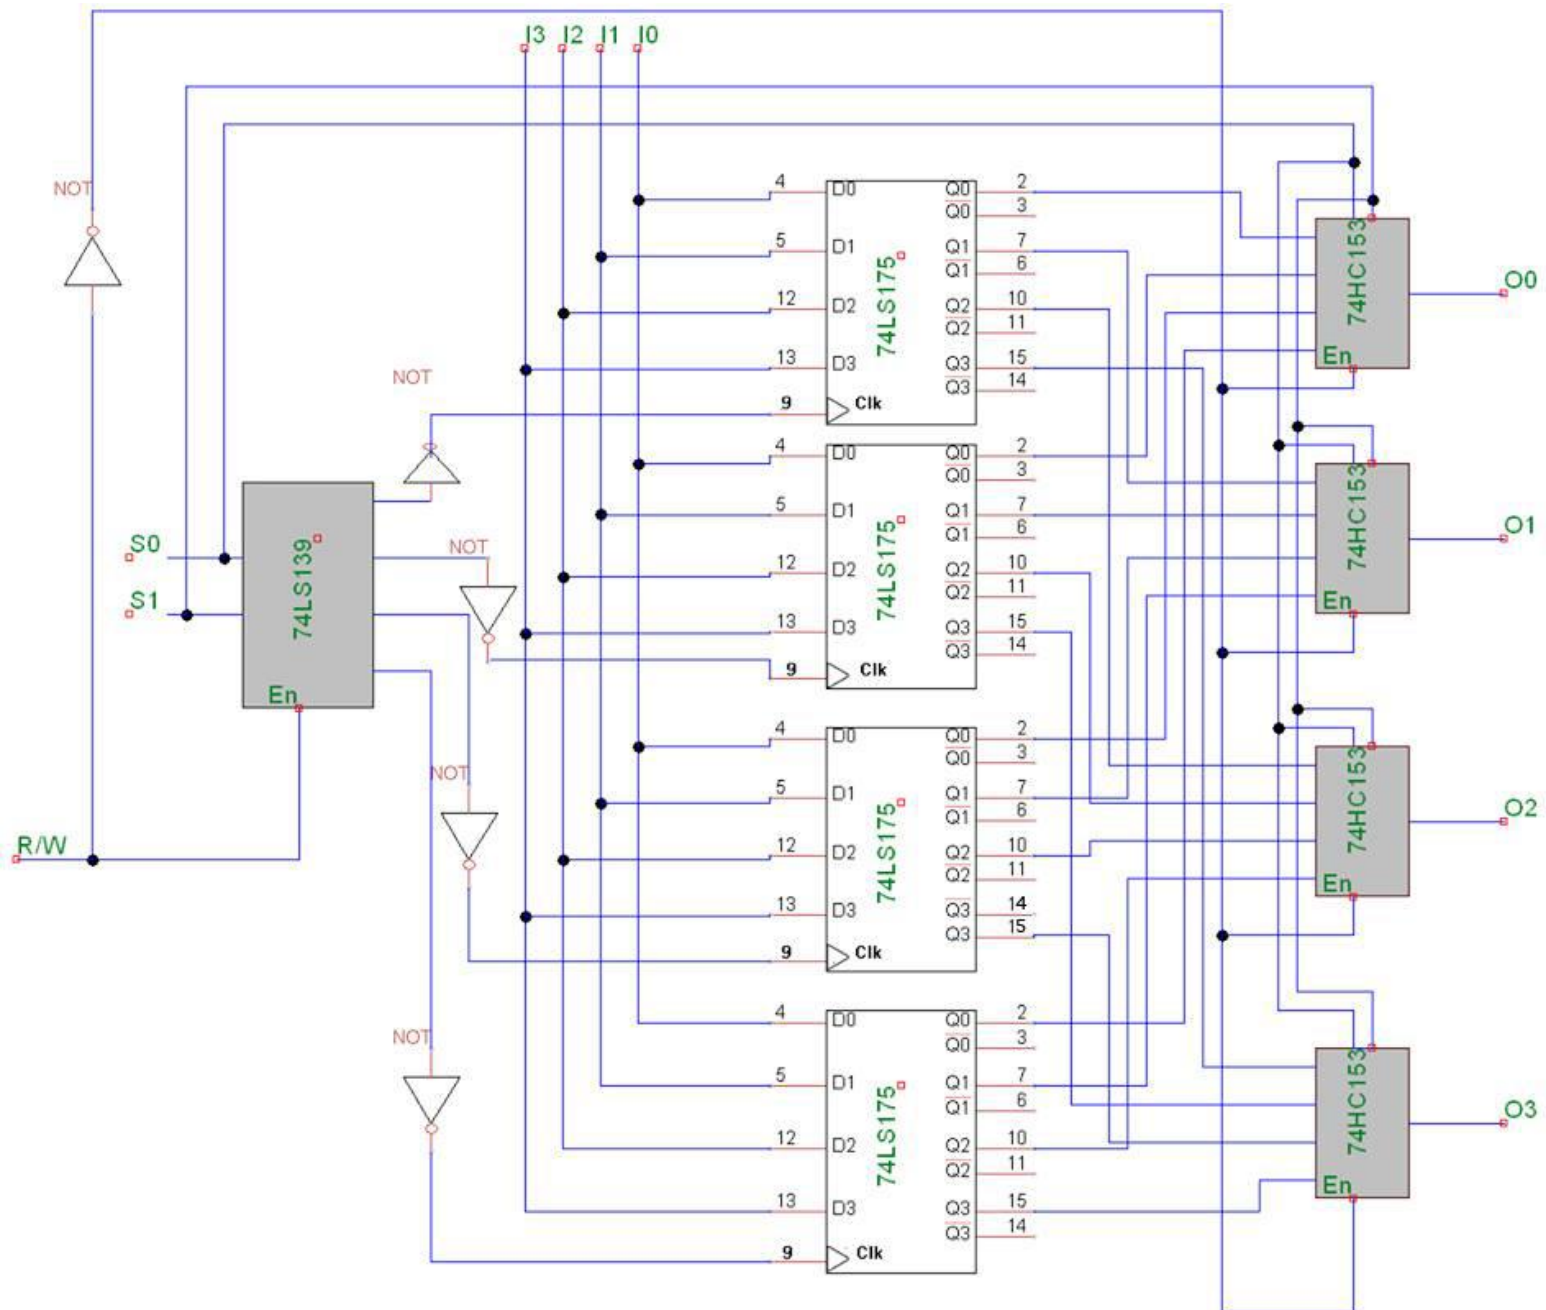 I3 I2 I1 I0
NOT
NOT
NOT
NOT
NOT
S0
S1
74LS139
En
R/W
4 D0 Q0 2
Q0 3
5 D1 Q1 7
Q1 6
12 D2 Q2 10
Q2 11
13 D3 Q3 15
Q3 14
9 Clk
74LS175
4 D0 Q0 2
Q0 3
5 D1 Q1 7
Q1 6
12 D2 Q2 10
Q2 11
13 D3 Q3 15
Q3 14
9 Clk
74LS175
4 D0 Q0 2
Q0 3
5 D1 Q1 7
Q1 6
12 D2 Q2 10
Q2 11
13 D3 Q3 14
Q3 15
9 Clk
74LS175
4 D0 Q0 2
Q0 3
5 D1 Q1 7
Q1 6
12 D2 Q2 10
Q2 11
13 D3 Q3 15
Q3 14
9 Clk
74LS175
74HC153
En
O0
74HC153
En
O1
74HC153
En
O2
74HC153
En
O3